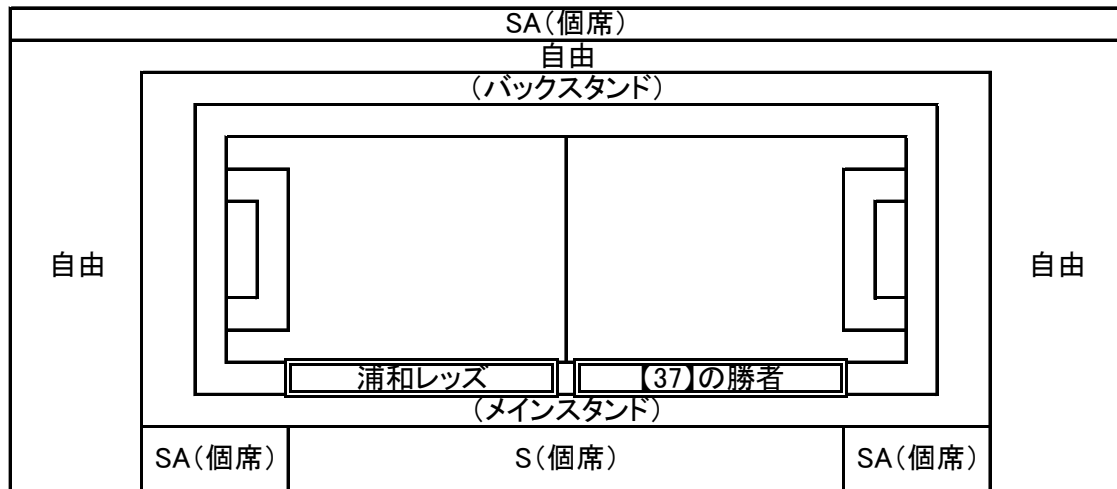 SA(個席)
自由
(バックスタンド)
自由
自由
浦和レッズ
【37】の勝者
(メインスタンド)
SA(個席)
S(個席)
SA(個席)